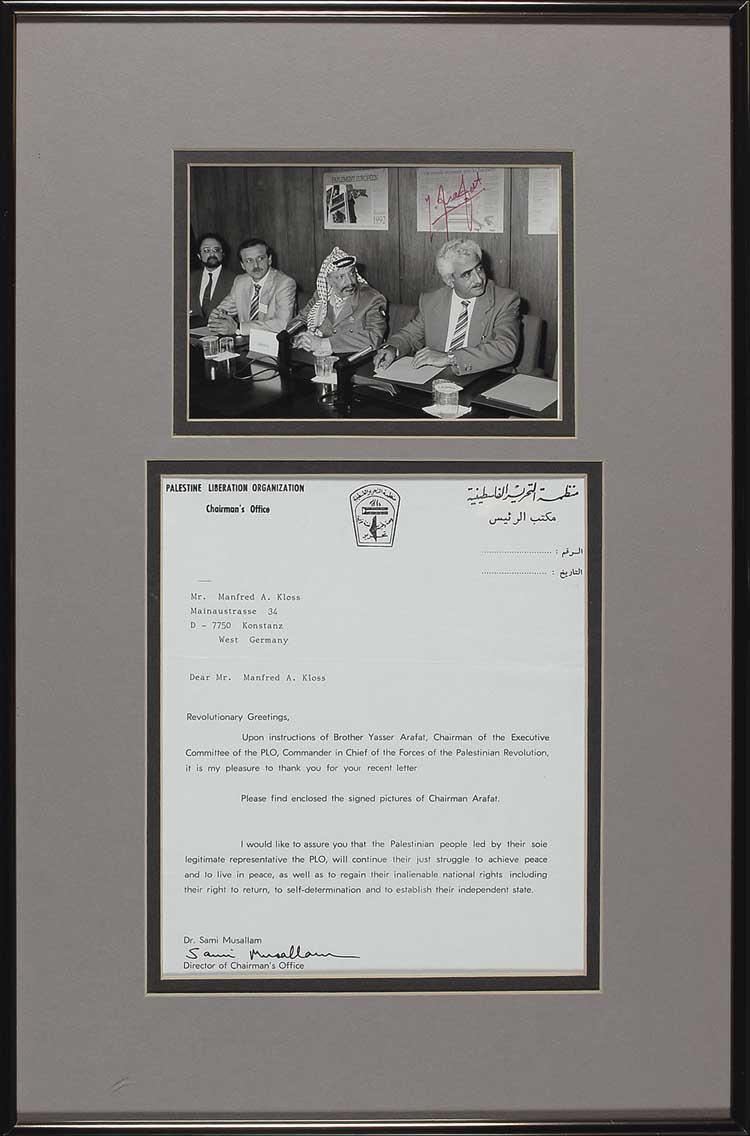 PARLEMENT EUROPÉEN
1992
Y. Arafat
PALESTINE LIBERATION ORGANIZATION
Chairman's Office
منظمة التحرير الفلسطينية
مكتب الرئيس
الرقم : ............................
التاريخ : ..........................
Mr. Manfred A. Kloss
Mainaustrasse 34
D - 7750 Konstanz
West Germany
Dear Mr. Manfred A. Kloss
Revolutionary Greetings,
Upon instructions of Brother Yasser Arafat, Chairman of the Executive
Committee of the PLO, Commander in Chief of the Forces of the Palestinian Revolution,
it is my pleasure to thank you for your recent letter
Please find enclosed the signed pictures of Chairman Arafat.
I would like to assure you that the Palestinian people led by their soie
legitimate representative the PLO, will continue their just struggle to achieve peace
and to live in peace, as well as to regain their inalienable national rights including
their right to return, to self-determination and to establish their independent state.
Dr. Sami Musallam
Sami Musallam
Director of Chairman's Office